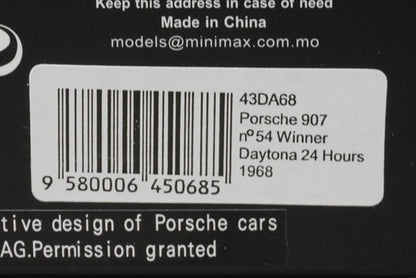 Keep this address in case of need
Made in China
models@minimax.com.mo
43DA68
Porsche 907
nº54 Winner
Daytona 24 Hours
1968
9 580006 450685
tive design of Porsche cars
AG.Permission granted